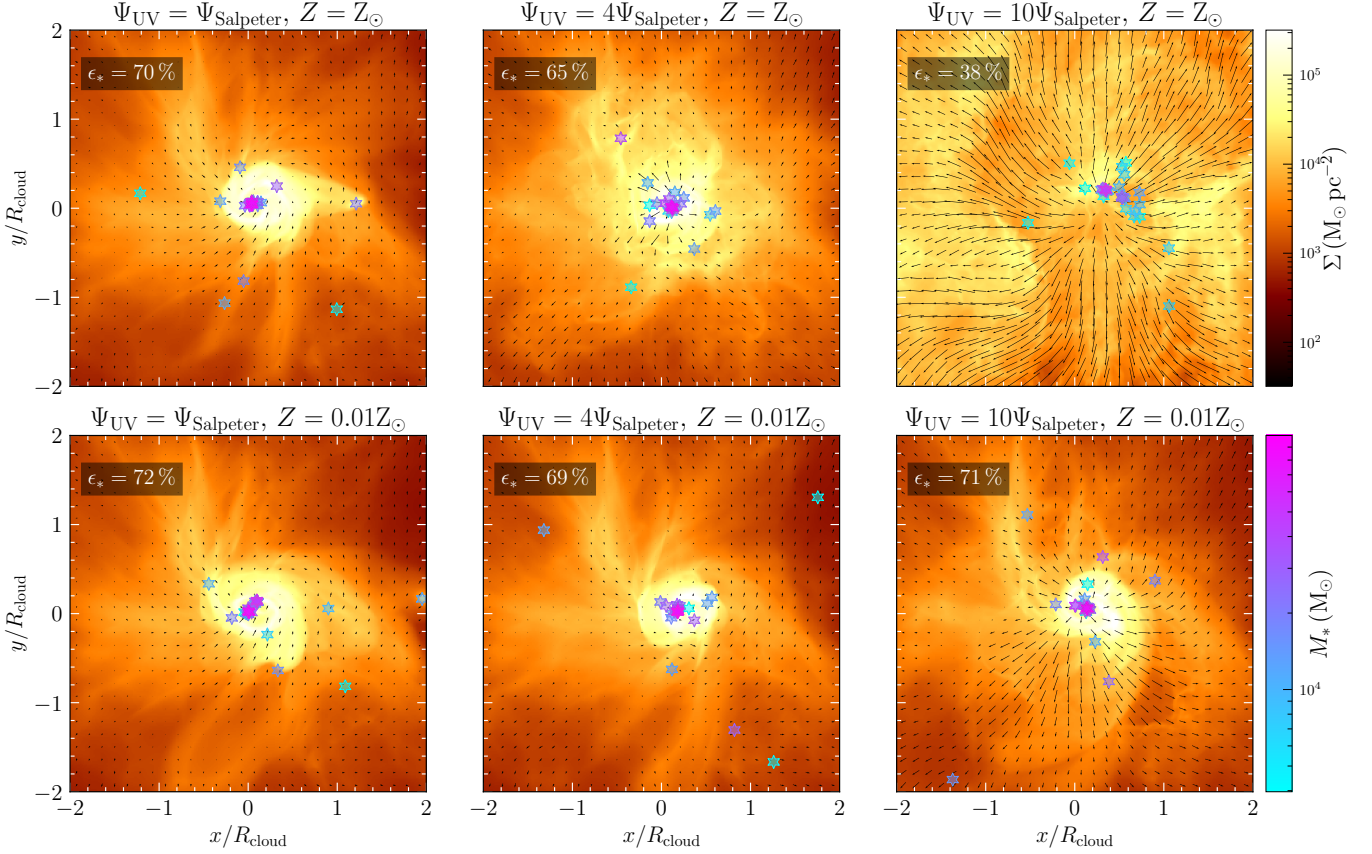 Ψ_UV = Ψ_Salpeter, Z = Z_⊙
Ψ_UV = 4Ψ_Salpeter, Z = Z_⊙
Ψ_UV = 10Ψ_Salpeter, Z = Z_⊙
2
1
0
−1
−2
y/R_cloud
ϵ_* = 70 %
ϵ_* = 65 %
ϵ_* = 38 %
10^5
10^4
10^3
10^2
Σ (M_⊙ pc^−2)
Ψ_UV = Ψ_Salpeter, Z = 0.01Z_⊙
Ψ_UV = 4Ψ_Salpeter, Z = 0.01Z_⊙
Ψ_UV = 10Ψ_Salpeter, Z = 0.01Z_⊙
2
1
0
−1
−2
y/R_cloud
ϵ_* = 72 %
ϵ_* = 69 %
ϵ_* = 71 %
10^4
M_* (M_⊙)
−2 −1 0 1 2
−2 −1 0 1 2
−2 −1 0 1 2
x/R_cloud
x/R_cloud
x/R_cloud